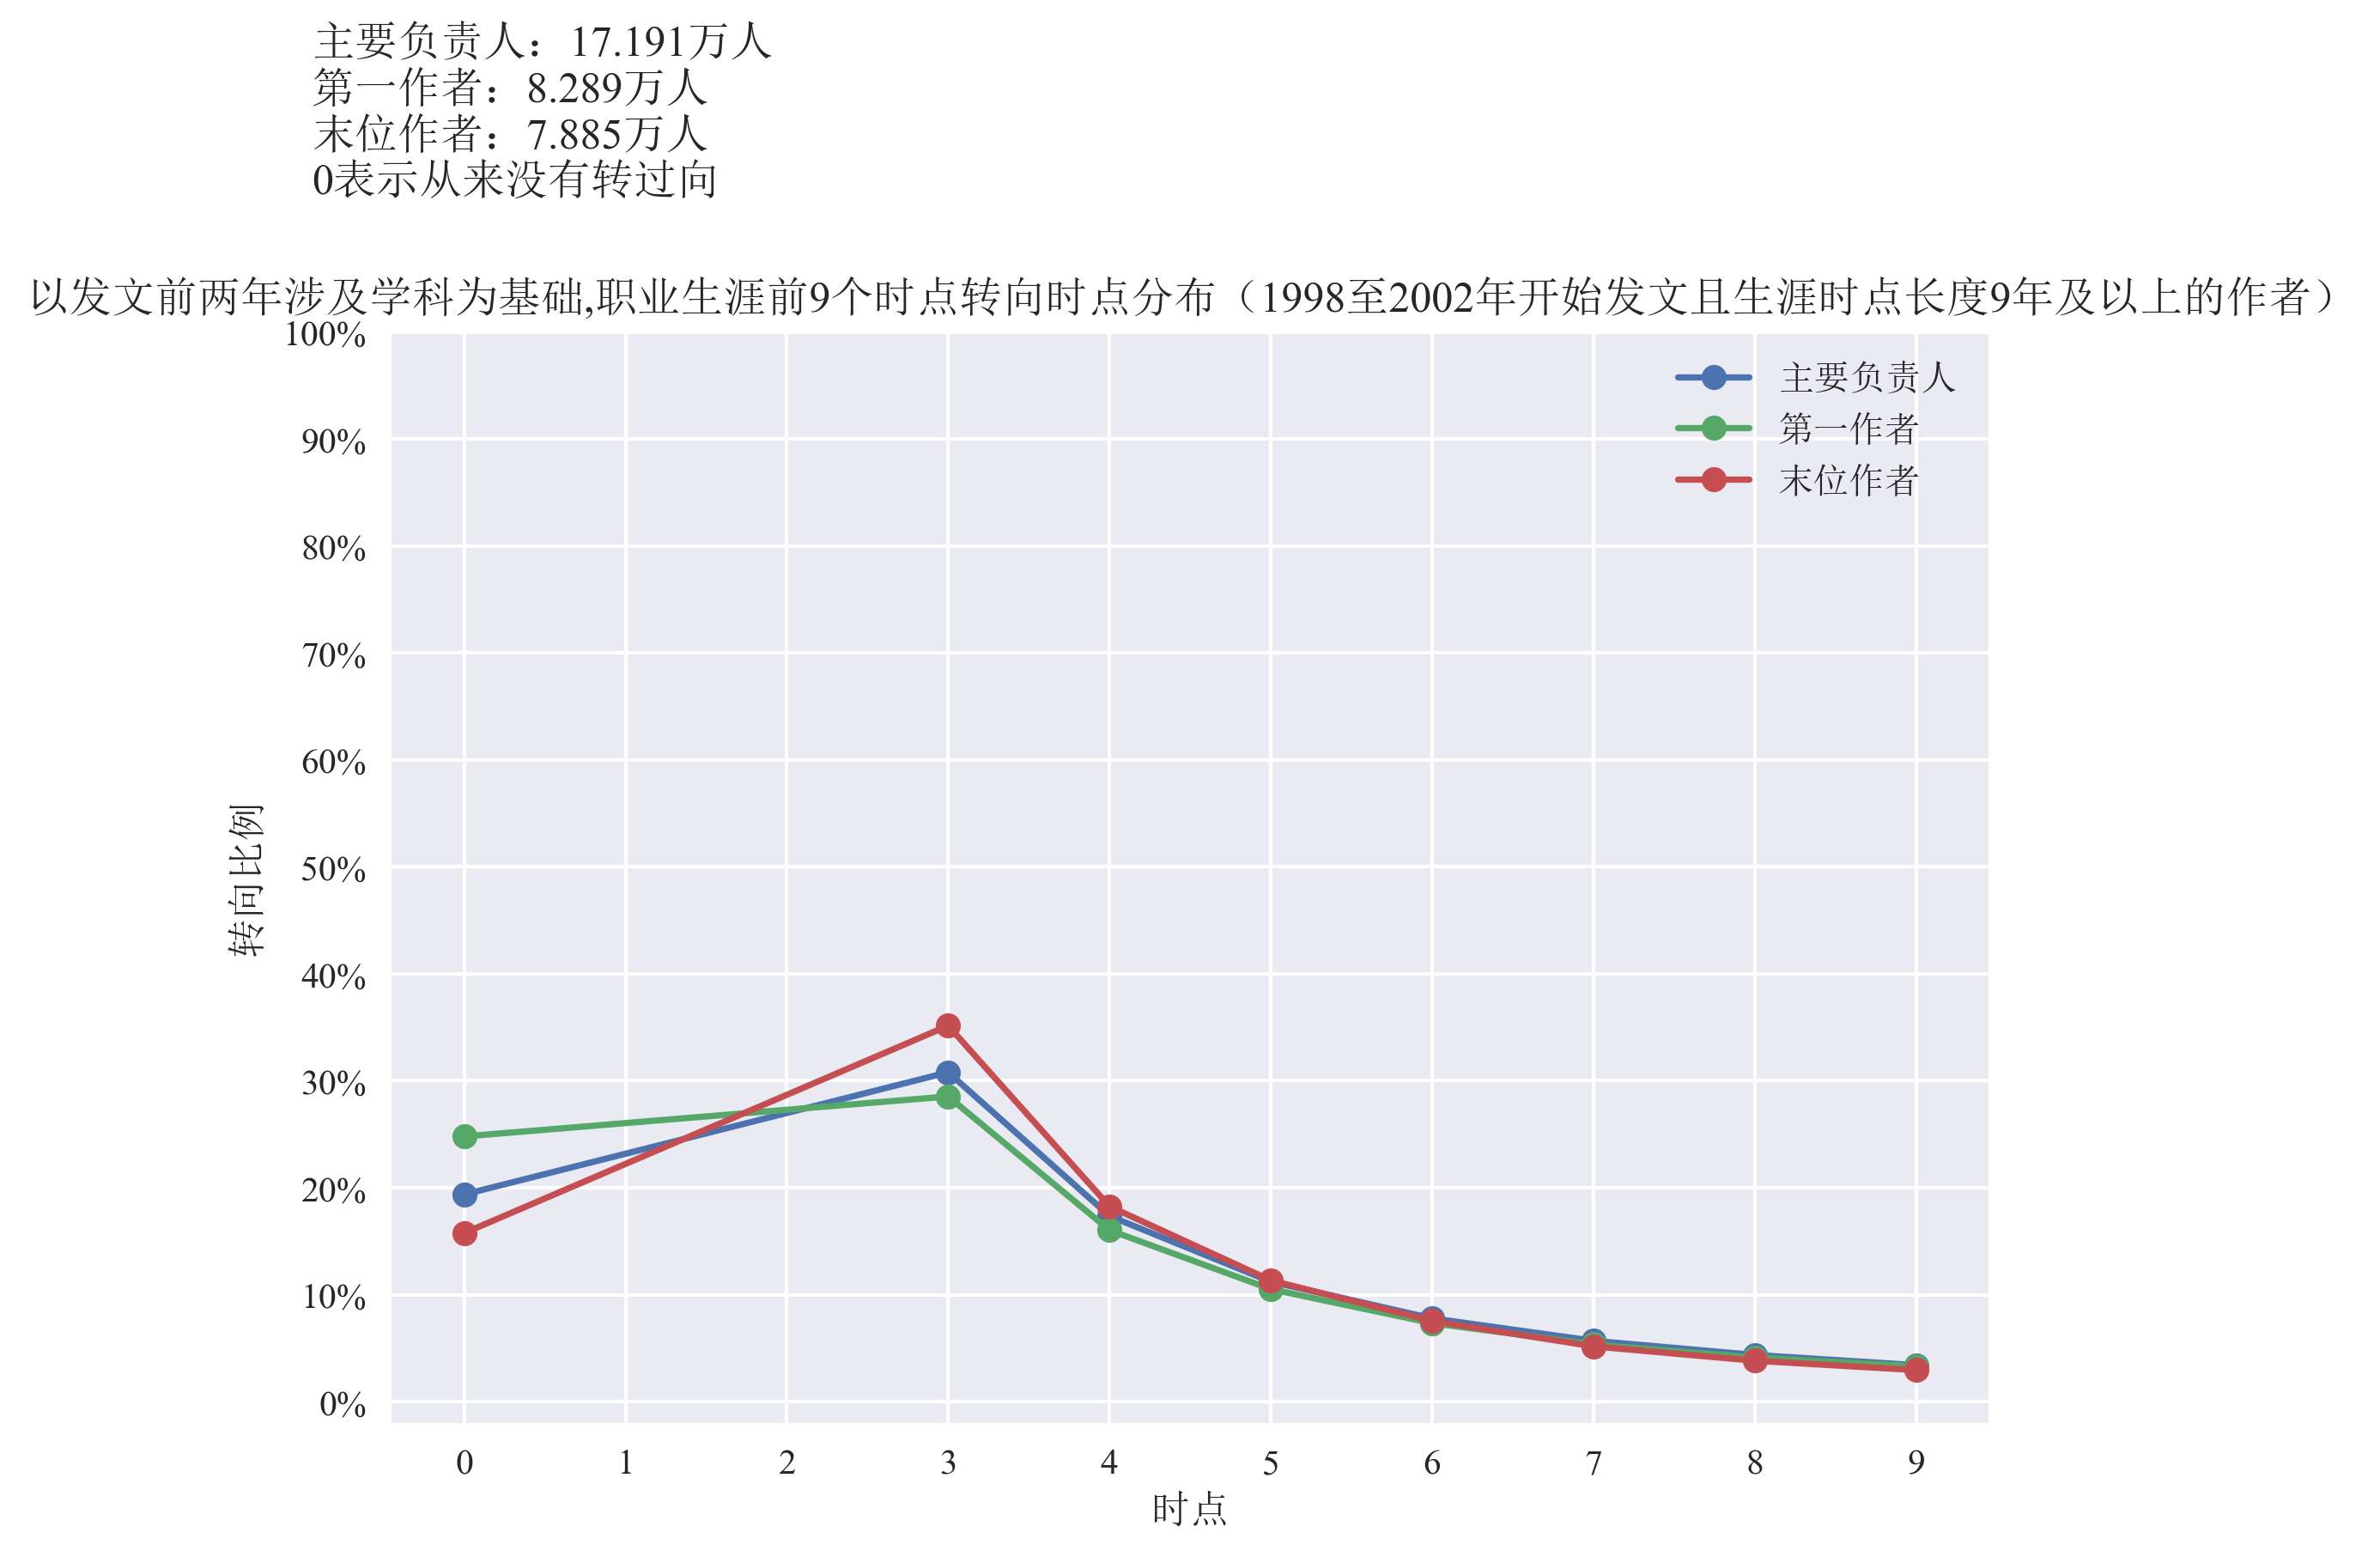 主要负责人：17.191万人
第一作者：8.289万人
末位作者：7.885万人
0表示从来没有转过向
以发文前两年涉及学科为基础,职业生涯前9个时点转向时点分布（1998至2002年开始发文且生涯时点长度9年及以上的作者）
主要负责人
第一作者
末位作者
100%
90%
80%
70%
60%
50%
40%
30%
20%
10%
0%
转向比例
0 1 2 3 4 5 6 7 8 9
时点